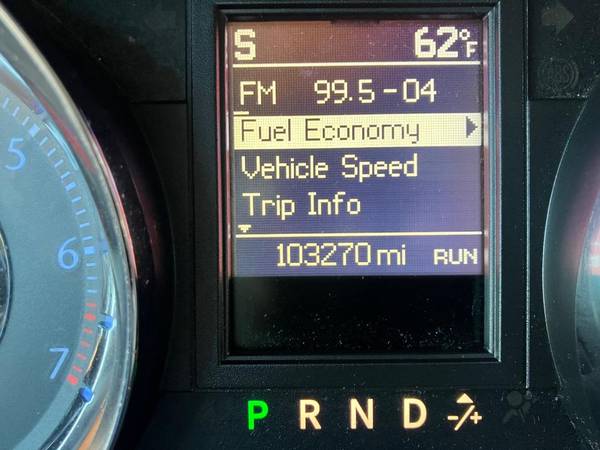 S 62°F
FM 99.5-04
Fuel Economy
Vehicle Speed
Trip Info
103270 mi RUN
5
6
7
P R N D -/+